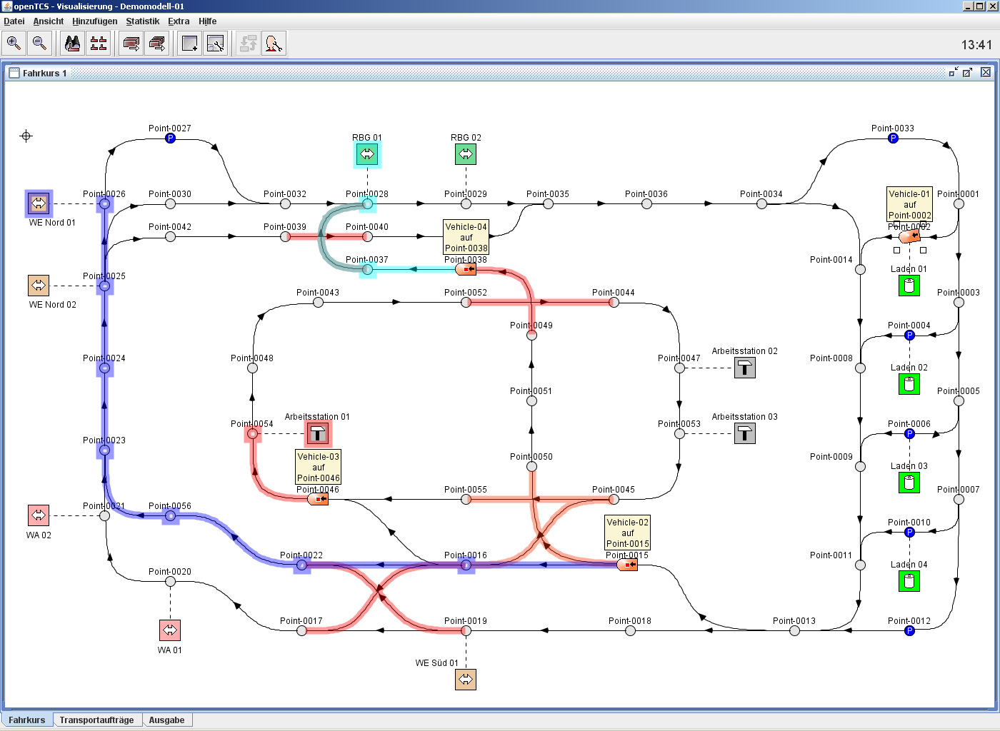 openTCS - Visualisierung - Demomodell-01
Datei Ansicht Hinzufügen Statistik Extra Hilfe
13:41
Fahrkurs 1
Point-0027
Point-0033
RBG 01
RBG 02
Point-0026
Point-0030
Point-0032
Point-0028
Point-0029
Point-0035
Point-0036
Point-0034
Vehicle-01
auf
Point-0002
Point-0001
WE Nord 01
Point-0042
Point-0039
Point-0040
Vehicle-04
auf
Point-0038
Point-0002
Point-0037
Point-0038
Point-0014
Laden 01
Point-0025
WE Nord 02
Point-0043
Point-0052
Point-0044
Point-0003
Point-0049
Point-0004
Point-0024
Point-0048
Point-0047
Arbeitsstation 02
Point-0008
Laden 02
Point-0051
Point-0005
Point-0054
Arbeitsstation 01
Point-0053
Arbeitsstation 03
Point-0006
Point-0023
Vehicle-03
auf
Point-0046
Point-0050
Point-0009
Laden 03
Point-0046
Point-0055
Point-0045
Point-0007
Point-0021
Point-0056
WA 02
Vehicle-02
auf
Point-0015
Point-0010
Point-0022
Point-0016
Point-0015
Point-0011
Laden 04
Point-0020
Point-0017
Point-0019
Point-0018
Point-0013
Point-0012
WA 01
WE Süd 01
Fahrkurs Transportaufträge Ausgabe